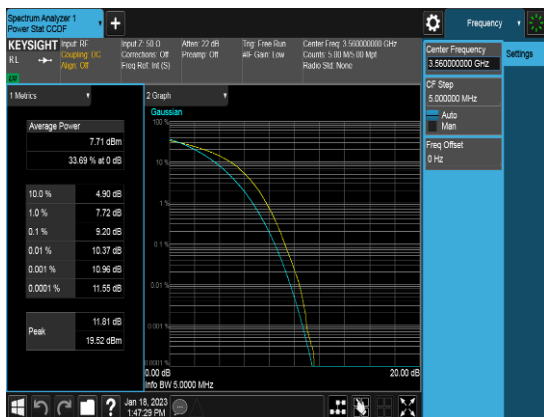 Spectrum Analyzer 1
Power Stat CCDF
Frequency
KEYSIGHT
RL
Input: RF
Coupling: DC
Align: Off
Input Z: 50 Ω
Corrections: Off
Freq Ref: Int (S)
Atten: 22 dB
Preamp: Off
Trig: Free Run
#IF Gain: Low
Center Freq: 3.560000000 GHz
Counts: 5.00 M/5.00 Mpt
Radio Std: None
Center Frequency
3.560000000 GHz
Settings
CF Step
5.000000 MHz
Auto
Man
Freq Offset
0 Hz
1 Metrics
Average Power
7.71 dBm
33.69 % at 0 dB
10.0 % 4.90 dB
1.0 % 7.72 dB
0.1 % 9.20 dB
0.01 % 10.37 dB
0.001 % 10.96 dB
0.0001 % 11.55 dB
Peak
11.81 dB
19.52 dBm
2 Graph
Gaussian
100 %
10 %
1 %
0.1 %
0.01 %
0.001 %
0.0001 %
0.00 dB 20.00 dB
Info BW 5.0000 MHz
?
Jan 18, 2023
1:47:29 PM